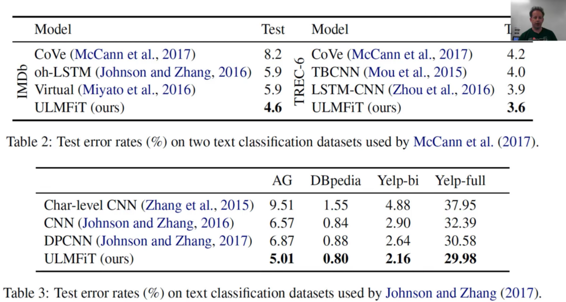 Model Test Model T
IMDb
CoVe (McCann et al., 2017) 8.2
oh-LSTM (Johnson and Zhang, 2016) 5.9
Virtual (Miyato et al., 2016) 5.9
ULMFiT (ours) 4.6
TREC-6
CoVe (McCann et al., 2017) 4.2
TBCNN (Mou et al., 2015) 4.0
LSTM-CNN (Zhou et al., 2016) 3.9
ULMFiT (ours) 3.6
Table 2: Test error rates (%) on two text classification datasets used by McCann et al. (2017).
AG DBpedia Yelp-bi Yelp-full
Char-level CNN (Zhang et al., 2015) 9.51 1.55 4.88 37.95
CNN (Johnson and Zhang, 2016) 6.57 0.84 2.90 32.39
DPCNN (Johnson and Zhang, 2017) 6.87 0.88 2.64 30.58
ULMFiT (ours) 5.01 0.80 2.16 29.98
Table 3: Test error rates (%) on text classification datasets used by Johnson and Zhang (2017).